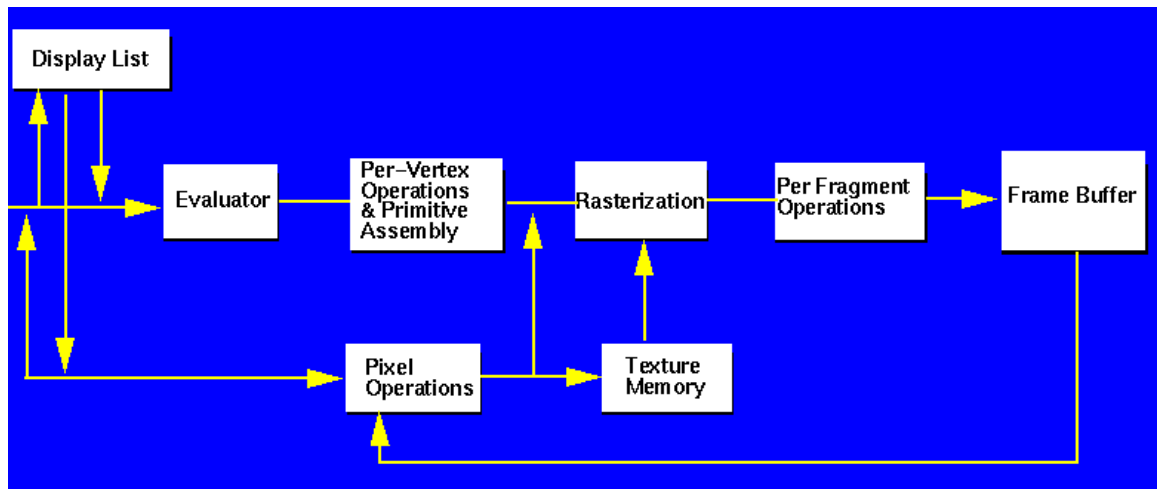 Display List
Evaluator
Per-Vertex
Operations
& Primitive
Assembly
Rasterization
Per Fragment
Operations
Frame Buffer
Pixel
Operations
Texture
Memory